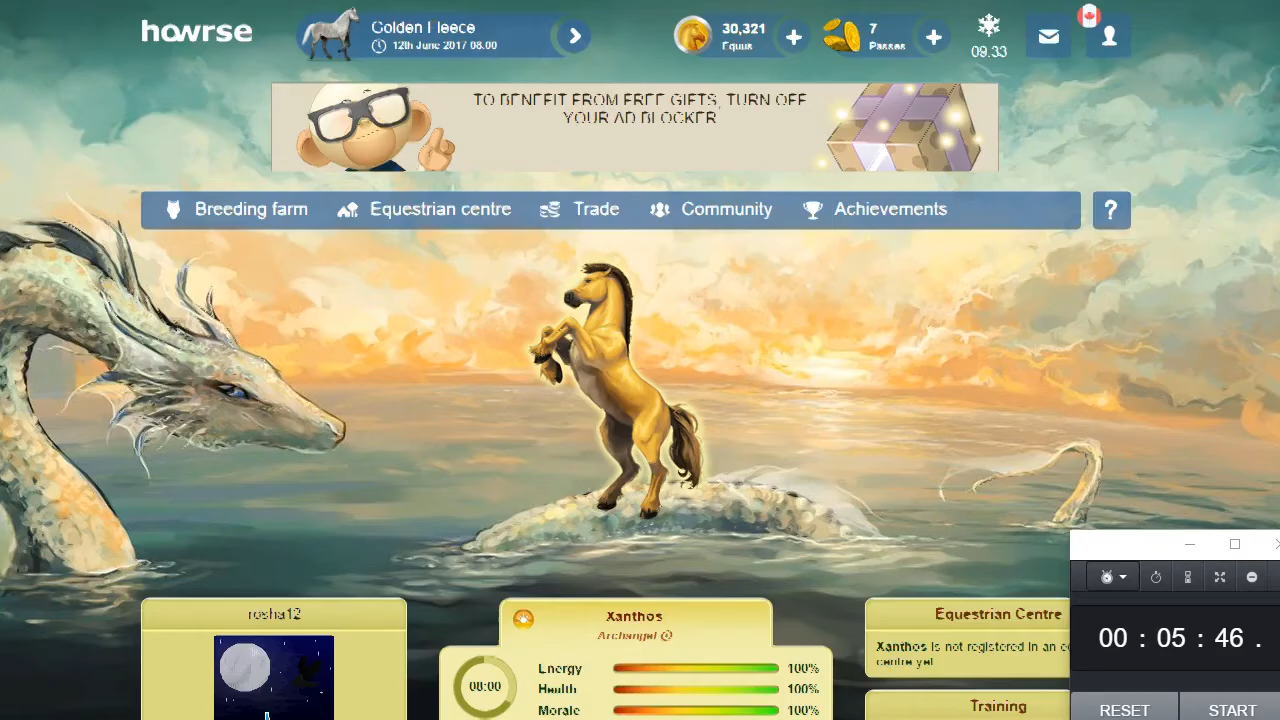 howrse
Golden Fleece
12th June 2017 08:00
30,321
Equus
7
Passes
09:33
TO BENEFIT FROM FREE GIFTS, TURN OFF
YOUR AD BLOCKER
Breeding farm
Equestrian centre
Trade
Community
Achievements
?
rosha12
Xanthos
Archangel
08:00
Energy
100%
Health
100%
Morale
100%
Equestrian Centre
Xanthos is not registered in an ec
centre yet
Training
00 : 05 : 46 .
RESET
START